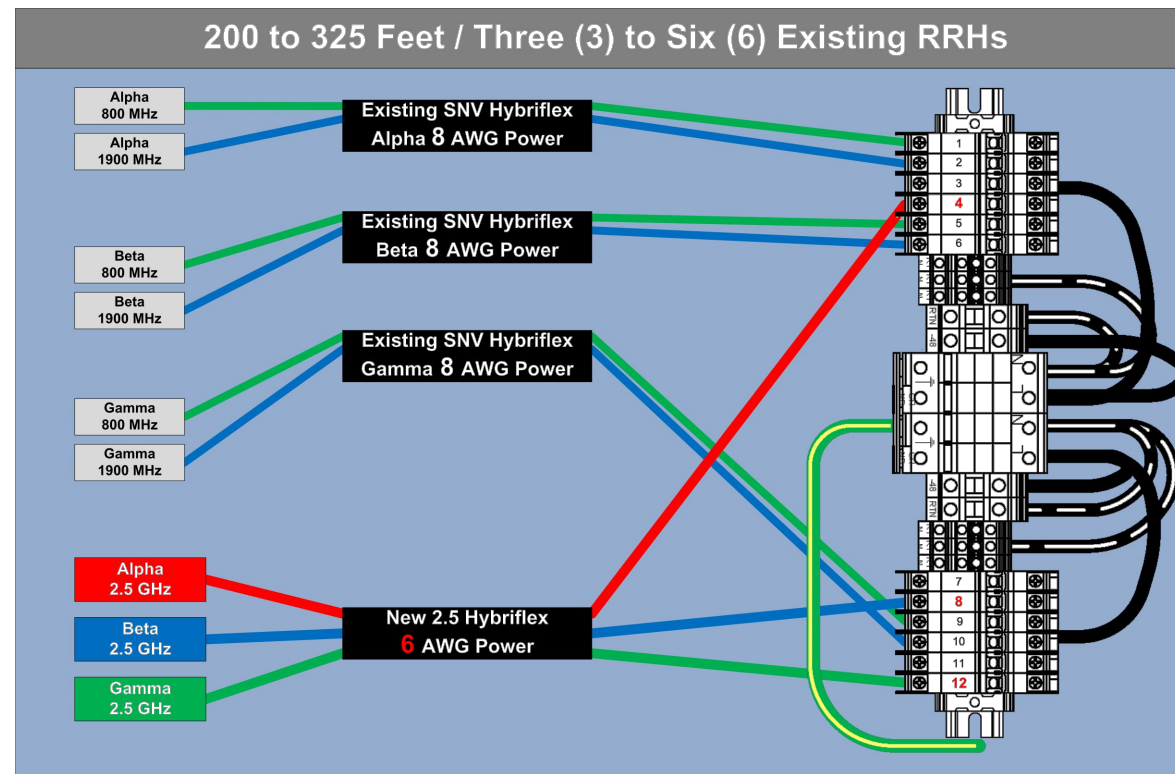 200 to 325 Feet / Three (3) to Six (6) Existing RRHs
Alpha
800 MHz
Alpha
1900 MHz
Existing SNV Hybriflex
Alpha 8 AWG Power
Beta
800 MHz
Beta
1900 MHz
Existing SNV Hybriflex
Beta 8 AWG Power
Existing SNV Hybriflex
Gamma 8 AWG Power
Gamma
800 MHz
Gamma
1900 MHz
Alpha
2.5 GHz
Beta
2.5 GHz
Gamma
2.5 GHz
New 2.5 Hybriflex
6 AWG Power
1
2
3
4
5
6
RTN
-48
N
L
N
L
-48
RTN
7
8
9
10
11
12